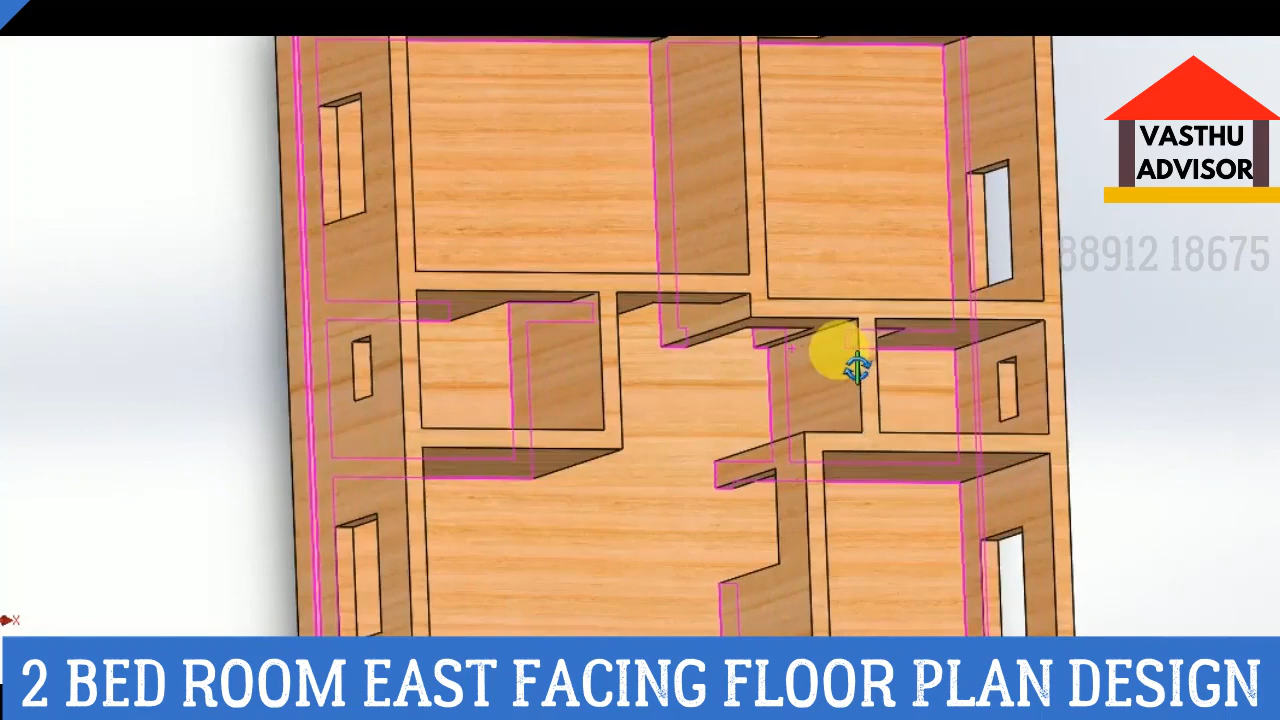 VASTHU
ADVISOR
88912 18675
X
2 BED ROOM EAST FACING FLOOR PLAN DESIGN